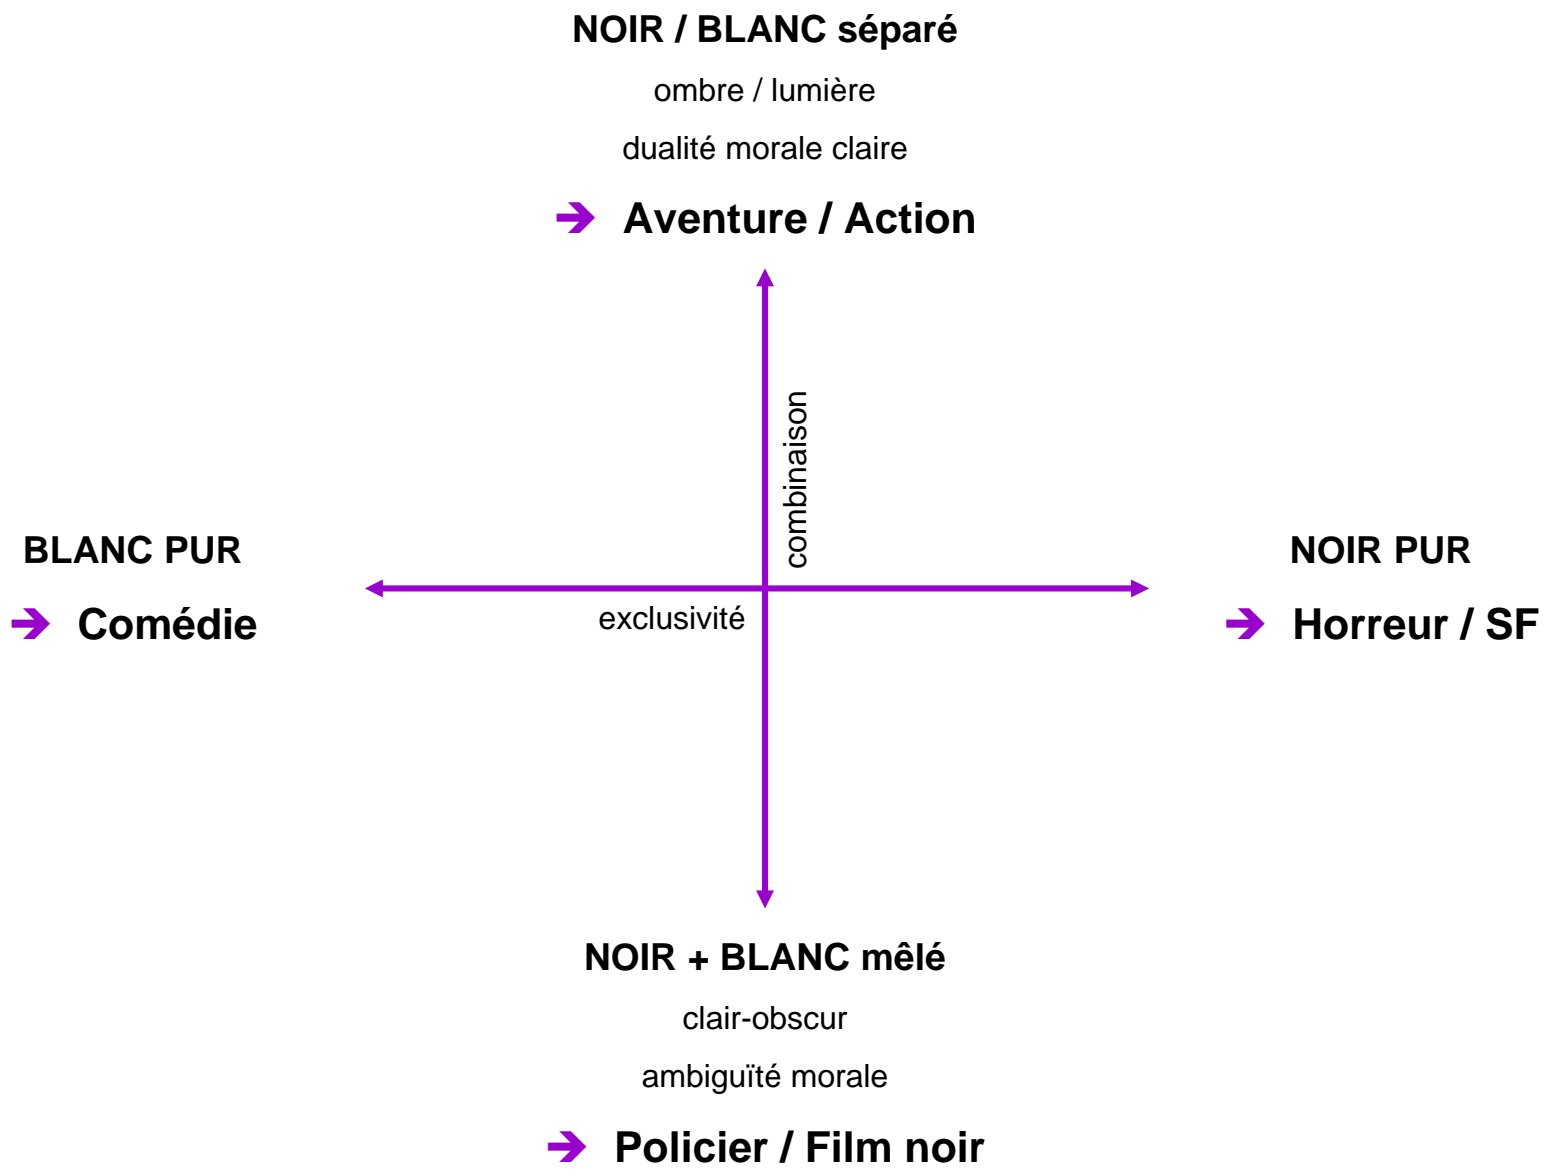 NOIR / BLANC séparé
ombre / lumière
dualité morale claire
➔ Aventure / Action
combinaison
BLANC PUR
➔ Comédie
exclusivité
NOIR PUR
➔ Horreur / SF
NOIR + BLANC mêlé
clair-obscur
ambiguïté morale
➔ Policier / Film noir